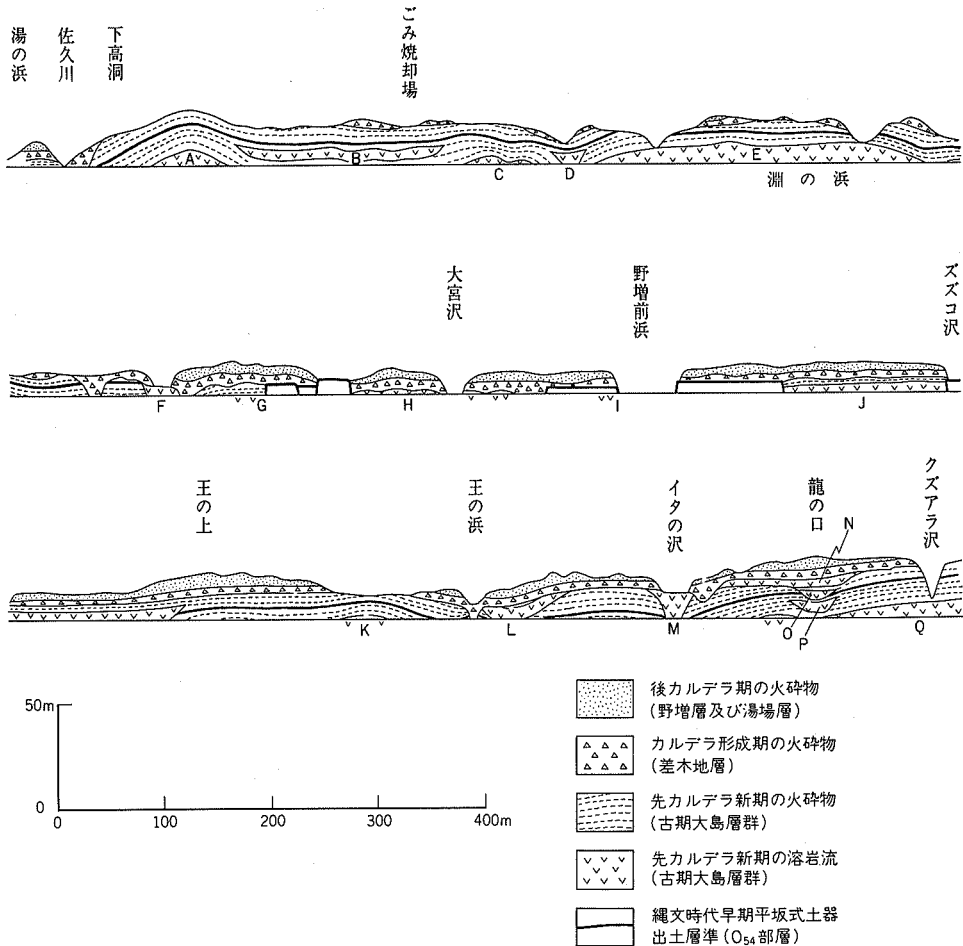 湯の浜
佐久川
下高洞
ごみ焼却場
A
B
C
D
E
淵の浜
大宮沢
野増前浜
ズズコ沢
F
G
H
I
J
王の上
王の浜
イタの沢
龍の口
N
クズアラ沢
K
L
M
O
P
Q
50m
0
0
100
200
300
400m
後カルデラ期の火砕物
(野増層及び湯場層)
カルデラ形成期の火砕物
(差木地層)
先カルデラ新期の火砕物
(古期大島層群)
先カルデラ新期の溶岩流
(古期大島層群)
縄文時代早期平坂式土器
出土層準(O₅₄部層)